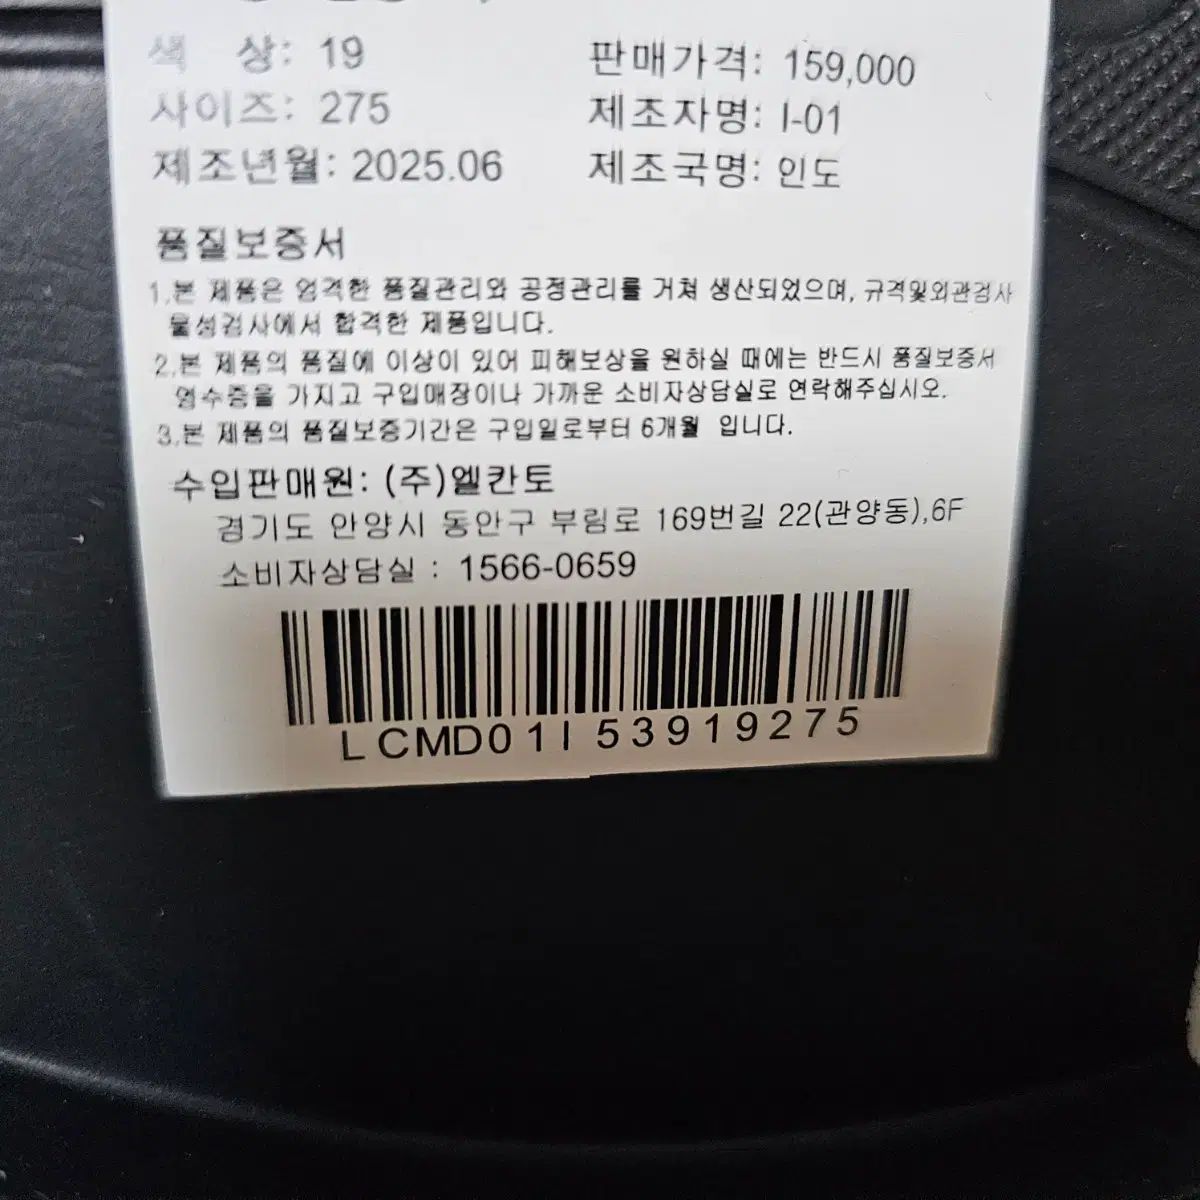 색 상: 19
판매가격: 159,000
사이즈: 275
제조자명: I-01
제조년월: 2025.06
제조국명: 인도
품질보증서
1.본 제품은 엄격한 품질관리와 공정관리를 거쳐 생산되었으며, 규격및외관검사
물성검사에서 합격한 제품입니다.
2.본 제품의 품질에 이상이 있어 피해보상을 원하실 때에는 반드시 품질보증서
영수증을 가지고 구입매장이나 가까운 소비자상담실로 연락해주십시오.
3.본 제품의 품질보증기간은 구입일로부터 6개월 입니다.
수입판매원: (주)엘칸토
경기도 안양시 동안구 부림로 169번길 22(관양동),6F
소비자상담실 : 1566-0659
LCMD01I53919275